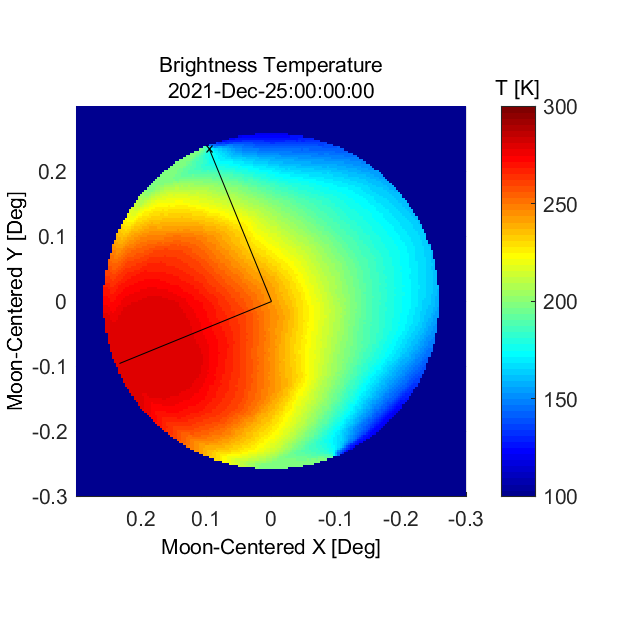 Brightness Temperature
2021-Dec-25:00:00:00
T [K]
300
250
200
150
100
Moon-Centered Y [Deg]
0.2
0.1
0
-0.1
-0.2
-0.3
0.2 0.1 0 -0.1 -0.2 -0.3
Moon-Centered X [Deg]